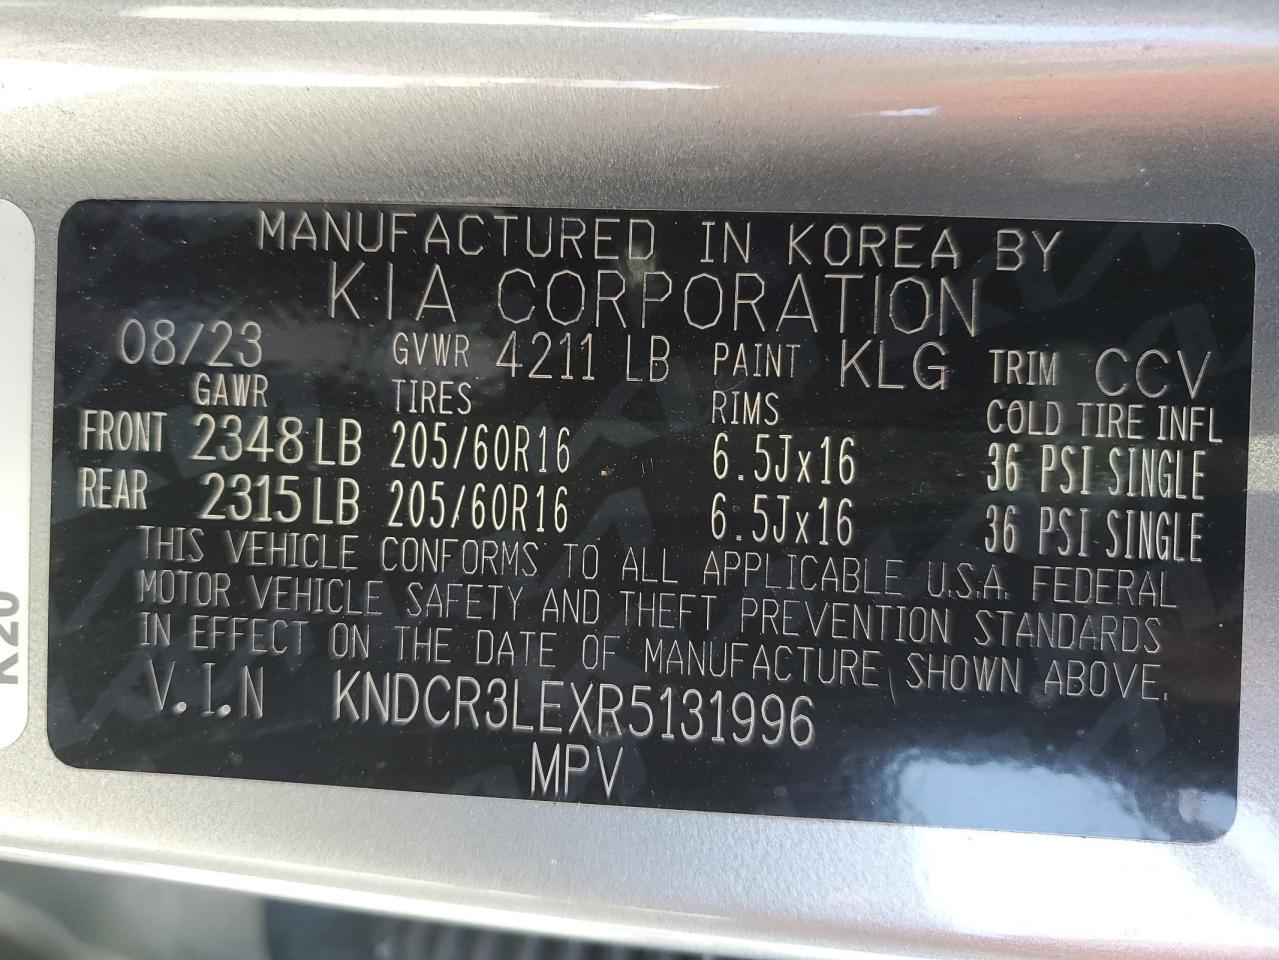 MANUFACTURED IN KOREA BY
KIA CORPORATION
08/23 GVWR 4211 LB PAINT KLG TRIM CCV
GAWR TIRES RIMS COLD TIRE INFL
FRONT 2348 LB 205/60R16 6.5Jx16 36 PSI SINGLE
REAR 2315 LB 205/60R16 6.5Jx16 36 PSI SINGLE
THIS VEHICLE CONFORMS TO ALL APPLICABLE U.S.A. FEDERAL
MOTOR VEHICLE SAFETY AND THEFT PREVENTION STANDARDS
IN EFFECT ON THE DATE OF MANUFACTURE SHOWN ABOVE.
V.I.N KNDCR3LEXR5131996
MPV